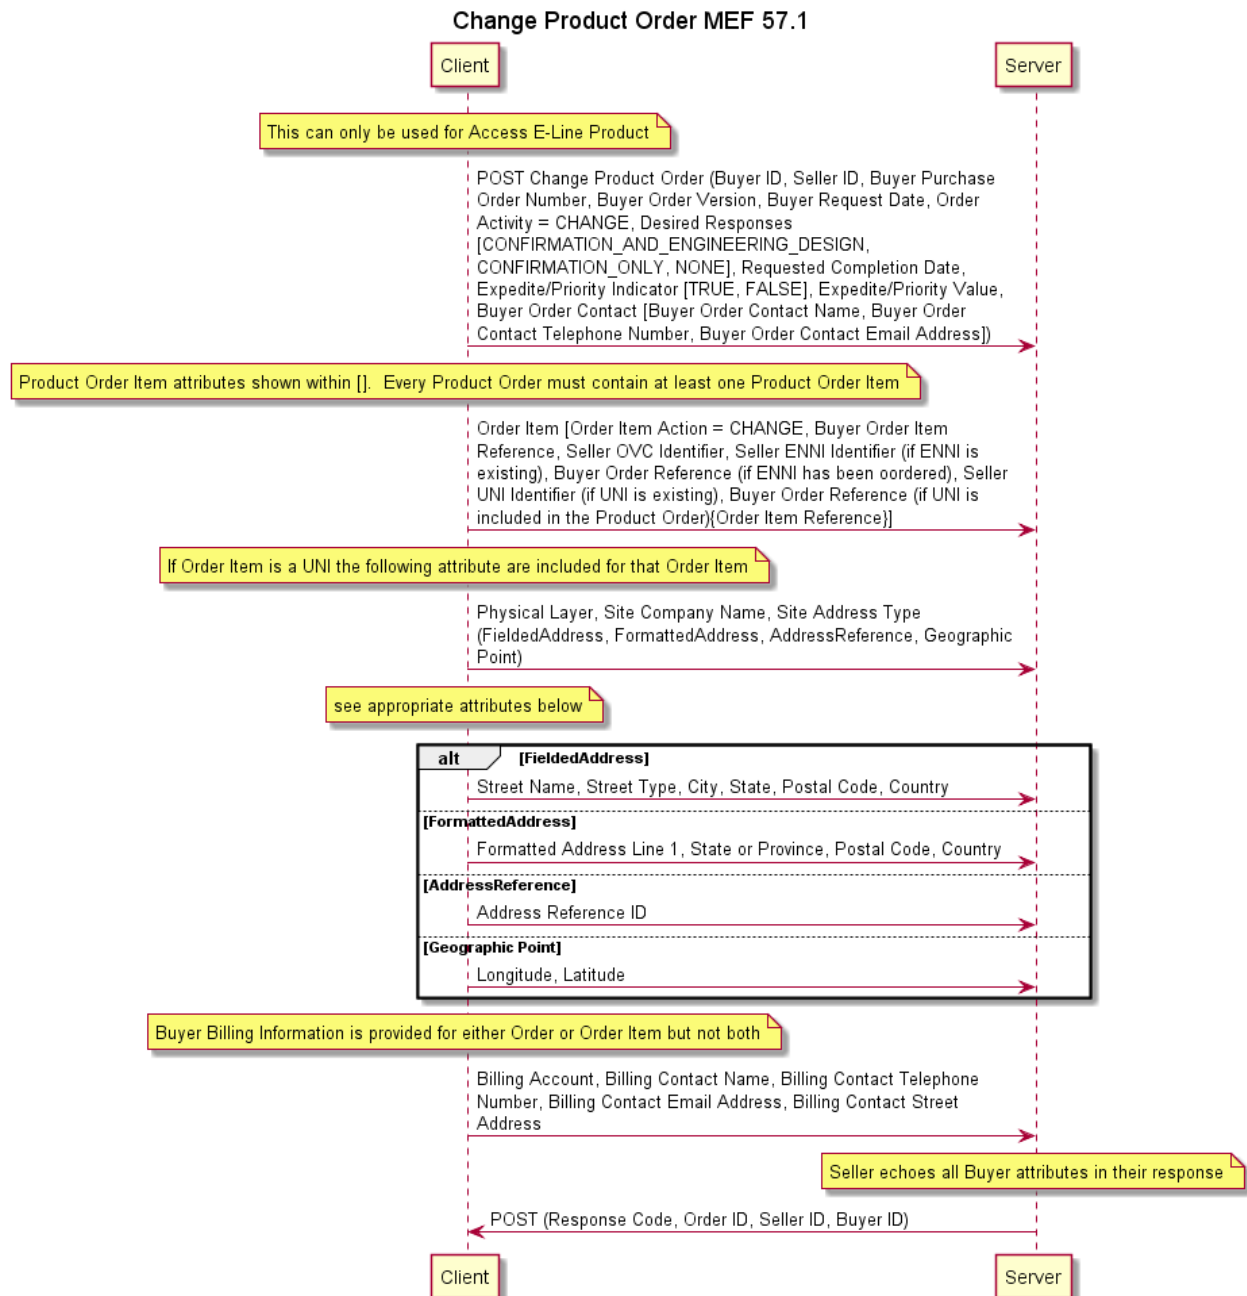 Change Product Order MEF 57.1
Client
Server
This can only be used for Access E-Line Product
POST Change Product Order (Buyer ID, Seller ID, Buyer Purchase
Order Number, Buyer Order Version, Buyer Request Date, Order
Activity = CHANGE, Desired Responses
[CONFIRMATION_AND_ENGINEERING_DESIGN,
CONFIRMATION_ONLY, NONE], Requested Completion Date,
Expedite/Priority Indicator [TRUE, FALSE], Expedite/Priority Value,
Buyer Order Contact [Buyer Order Contact Name, Buyer Order
Contact Telephone Number, Buyer Order Contact Email Address])
Product Order Item attributes shown within []. Every Product Order must contain at least one Product Order Item
Order Item [Order Item Action = CHANGE, Buyer Order Item
Reference, Seller OVC Identifier, Seller ENNI Identifier (if ENNI is
existing), Buyer Order Reference (if ENNI has been oordered), Seller
UNI Identifier (if UNI is existing), Buyer Order Reference (if UNI is
included in the Product Order){Order Item Reference}]
If Order Item is a UNI the following attribute are included for that Order Item
Physical Layer, Site Company Name, Site Address Type
(FieldedAddress, FormattedAddress, AddressReference, Geographic
Point)
see appropriate attributes below
alt [FieldedAddress]
Street Name, Street Type, City, State, Postal Code, Country
[FormattedAddress]
Formatted Address Line 1, State or Province, Postal Code, Country
[AddressReference]
Address Reference ID
[Geographic Point]
Longitude, Latitude
Buyer Billing Information is provided for either Order or Order Item but not both
Billing Account, Billing Contact Name, Billing Contact Telephone
Number, Billing Contact Email Address, Billing Contact Street
Address
Seller echoes all Buyer attributes in their response
POST (Response Code, Order ID, Seller ID, Buyer ID)
Client
Server